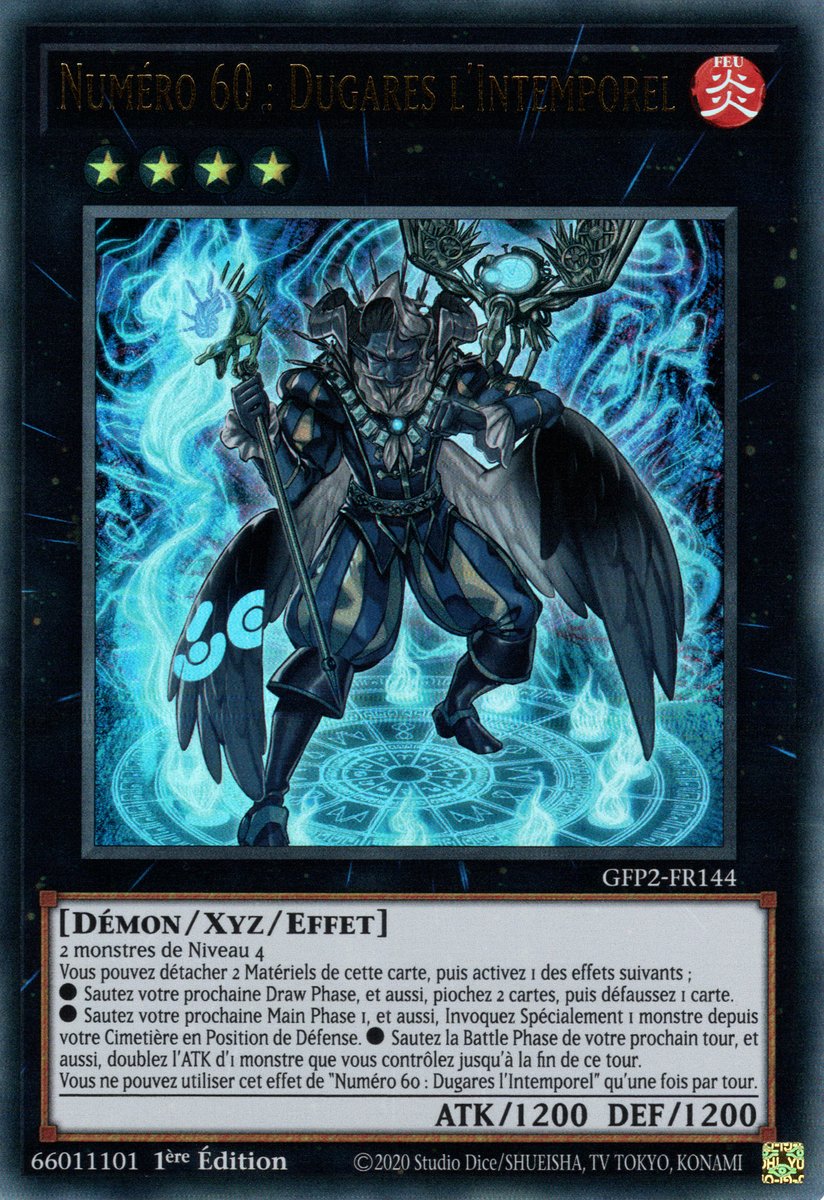 Numéro 60 : Dugares l'Intemporel
FEU
炎
GFP2-FR144
[Démon/Xyz/Effet]
2 monstres de Niveau 4
Vous pouvez détacher 2 Matériels de cette carte, puis activez 1 des effets suivants ;
● Sautez votre prochaine Draw Phase, et aussi, piochez 2 cartes, puis défaussez 1 carte.
● Sautez votre prochaine Main Phase 1, et aussi, Invoquez Spécialement 1 monstre depuis
votre Cimetière en Position de Défense. ● Sautez la Battle Phase de votre prochain tour, et
aussi, doublez l'ATK d'1 monstre que vous contrôlez jusqu'à la fin de ce tour.
Vous ne pouvez utiliser cet effet de "Numéro 60 : Dugares l'Intemporel" qu'une fois par tour.
ATK/1200 DEF/1200
66011101 1ère Édition ©2020 Studio Dice/SHUEISHA, TV TOKYO, KONAMI